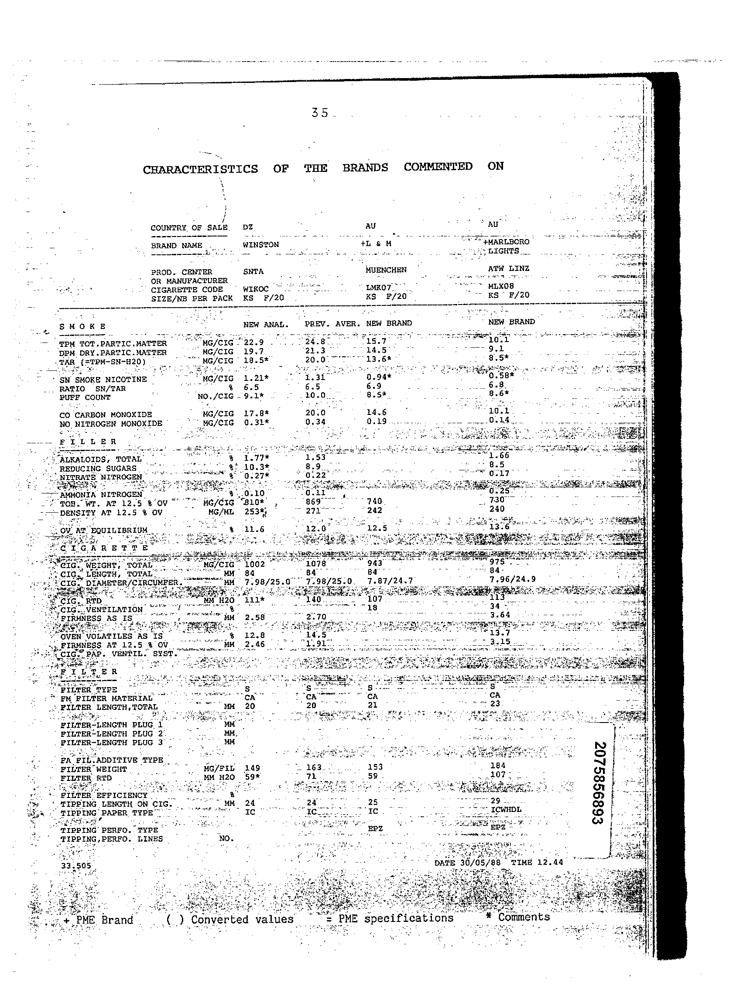 35
CHARACTERISTICS OF THE BRANDS COMMENTED ON
COUNTRY OF SALE DZ AU AU
BRAND NAME WINSTON +L & M +MARLBORO
LIGHTS
PROD. CENTER SNTA MUENCHEN ATW LINZ
OR MANUFACTURER
CIGARETTE CODE WIKOC LMK07 MLX08
SIZE/NB PER PACK KS F/20 KS F/20 KS F/20
S M O K E NEW ANAL. PREV. AVER. NEW BRAND NEW BRAND
TPM TOT.PARTIC.MATTER MG/CIG 22.9 24.8 15.7 10.1
DPM DRY.PARTIC.MATTER MG/CIG 19.7 21.3 14.5 9.1
TAR (=TPM-SN-H20) MG/CIG 18.5* 20.0 13.6* 8.5*
SN SMOKE NICOTINE MG/CIG 1.21* 1.31 0.94* 0.58*
RATIO SN/TAR % 6.5 6.5 6.9 6.8
PUFF COUNT NO./CIG 9.1* 10.0 8.5* 8.6*
CO CARBON MONOXIDE MG/CIG 17.8* 20.0 14.6 10.1
NO NITROGEN MONOXIDE MG/CIG 0.31* 0.34 0.19 0.14
F I L L E R
ALKALOIDS, TOTAL % 1.77* 1.53 1.66
REDUCING SUGARS % 10.3* 8.9 8.5
NITRATE NITROGEN % 0.27* 0.22 0.17
AMMONIA NITROGEN % 0.10 0.11 0.25
TOB. WT. AT 12.5 % OV MG/CIG 810* 869 740 730
DENSITY AT 12.5 % OV MG/ML 253* 271 242 240
OV AT EQUILIBRIUM % 11.6 12.0 12.5 13.6
C I G A R E T T E
CIG. WEIGHT, TOTAL MG/CIG 1002 1078 943 975
CIG. LENGTH, TOTAL MM 84 84 84 84
CIG. DIAMETER/CIRCUMFER. MM 7.98/25.0 7.98/25.0 7.87/24.7 7.96/24.9
CIG. RTD MM H2O 111* 140 107 113
CIG. VENTILATION % 18 34
FIRMNESS AS IS MM 2.58 2.70 3.64
OVEN VOLATILES AS IS % 12.8 14.5 13.7
FIRMNESS AT 12.5 % OV MM 2.46 1.91 3.15
CIG. PAP. VENTIL. SYST.
F I L T E R
FILTER TYPE S S S S
FM FILTER MATERIAL CA CA CA CA
FILTER LENGTH,TOTAL MM 20 20 21 23
FILTER-LENGTH PLUG 1 MM
FILTER-LENGTH PLUG 2 MM
FILTER-LENGTH PLUG 3 MM
FA FIL.ADDITIVE TYPE
FILTER WEIGHT MG/FIL 149 163 153 184
FILTER RTD MM H2O 59* 71 59 107
FILTER EFFICIENCY %
TIPPING LENGTH ON CIG. MM 24 24 25 29
TIPPING PAPER TYPE IC IC IC ICWHDL
TIPPING PERFO. TYPE EPZ EPZ
TIPPING.PERFO. LINES NO.
33.505 DATE 30/05/88 TIME 12.44
+ PME Brand ( ) Converted values = PME specifications * Comments
2075856893